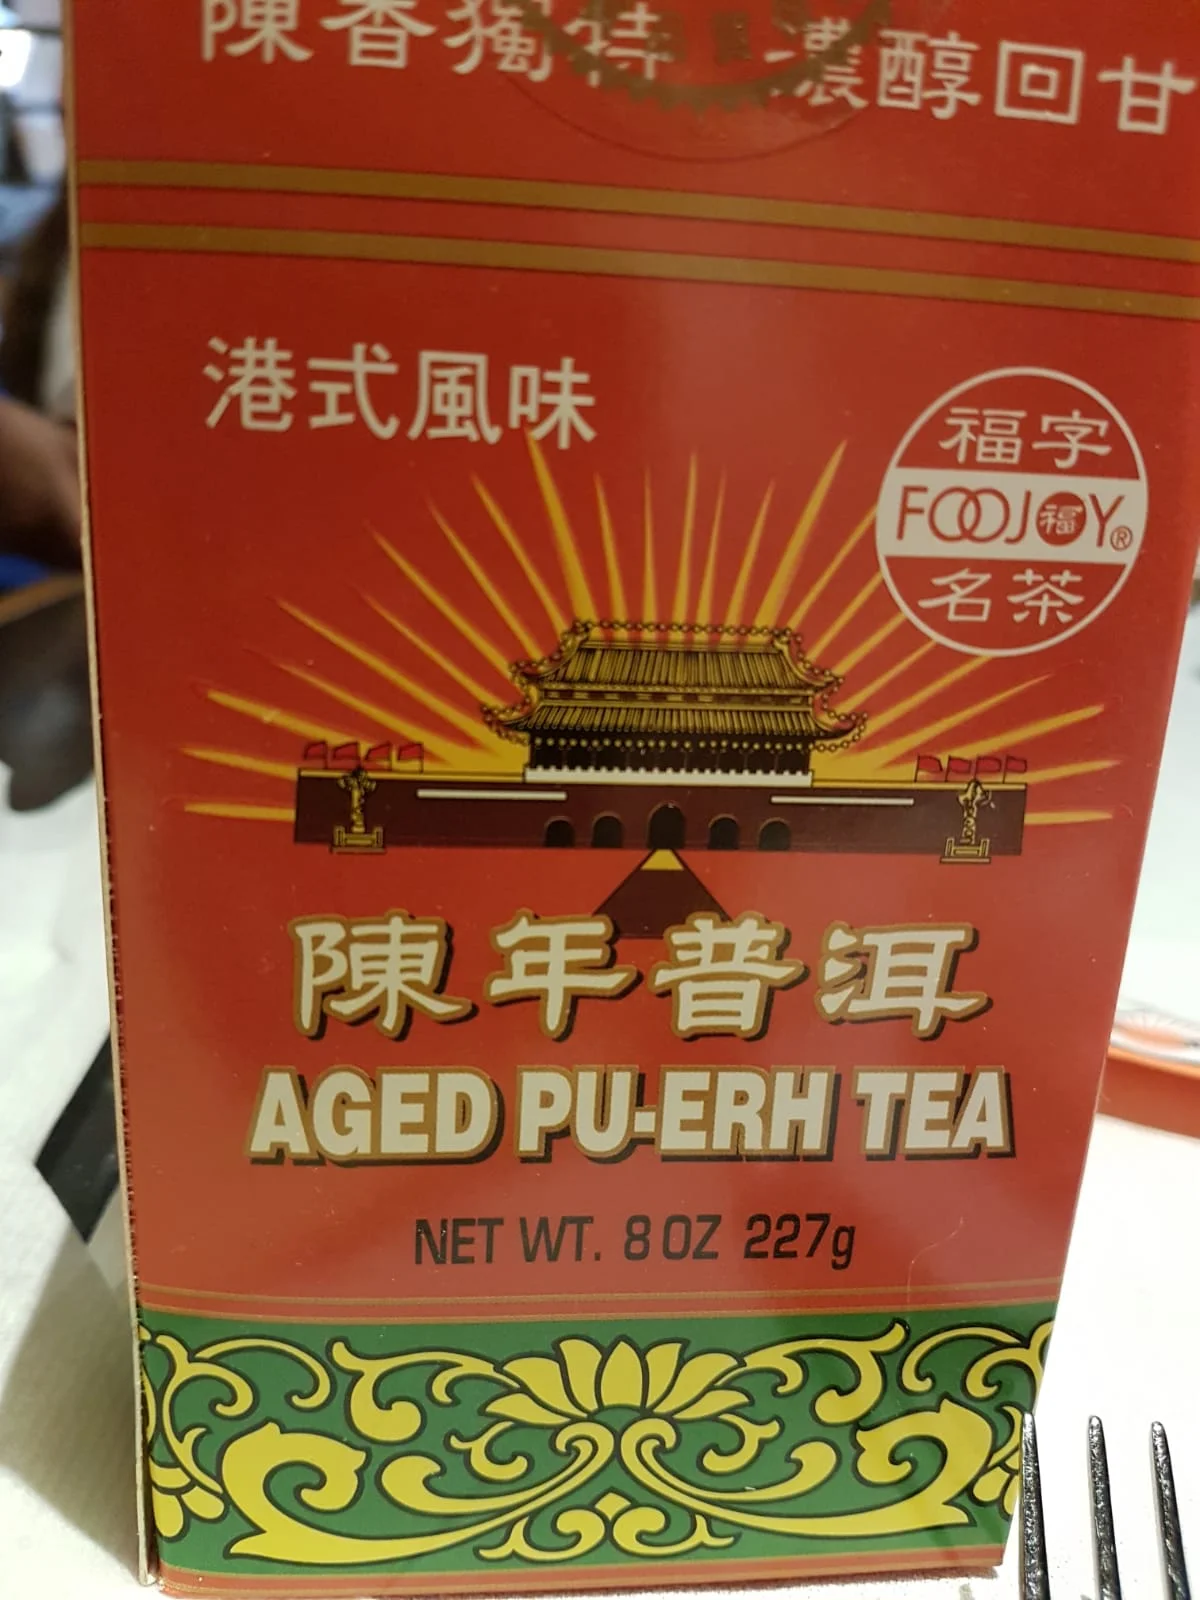 陳香獨特 濃醇回甘
港式風味
福字
FOOJOY®
福
名茶
陳年普洱
AGED PU-ERH TEA
NET WT. 8 OZ 227g